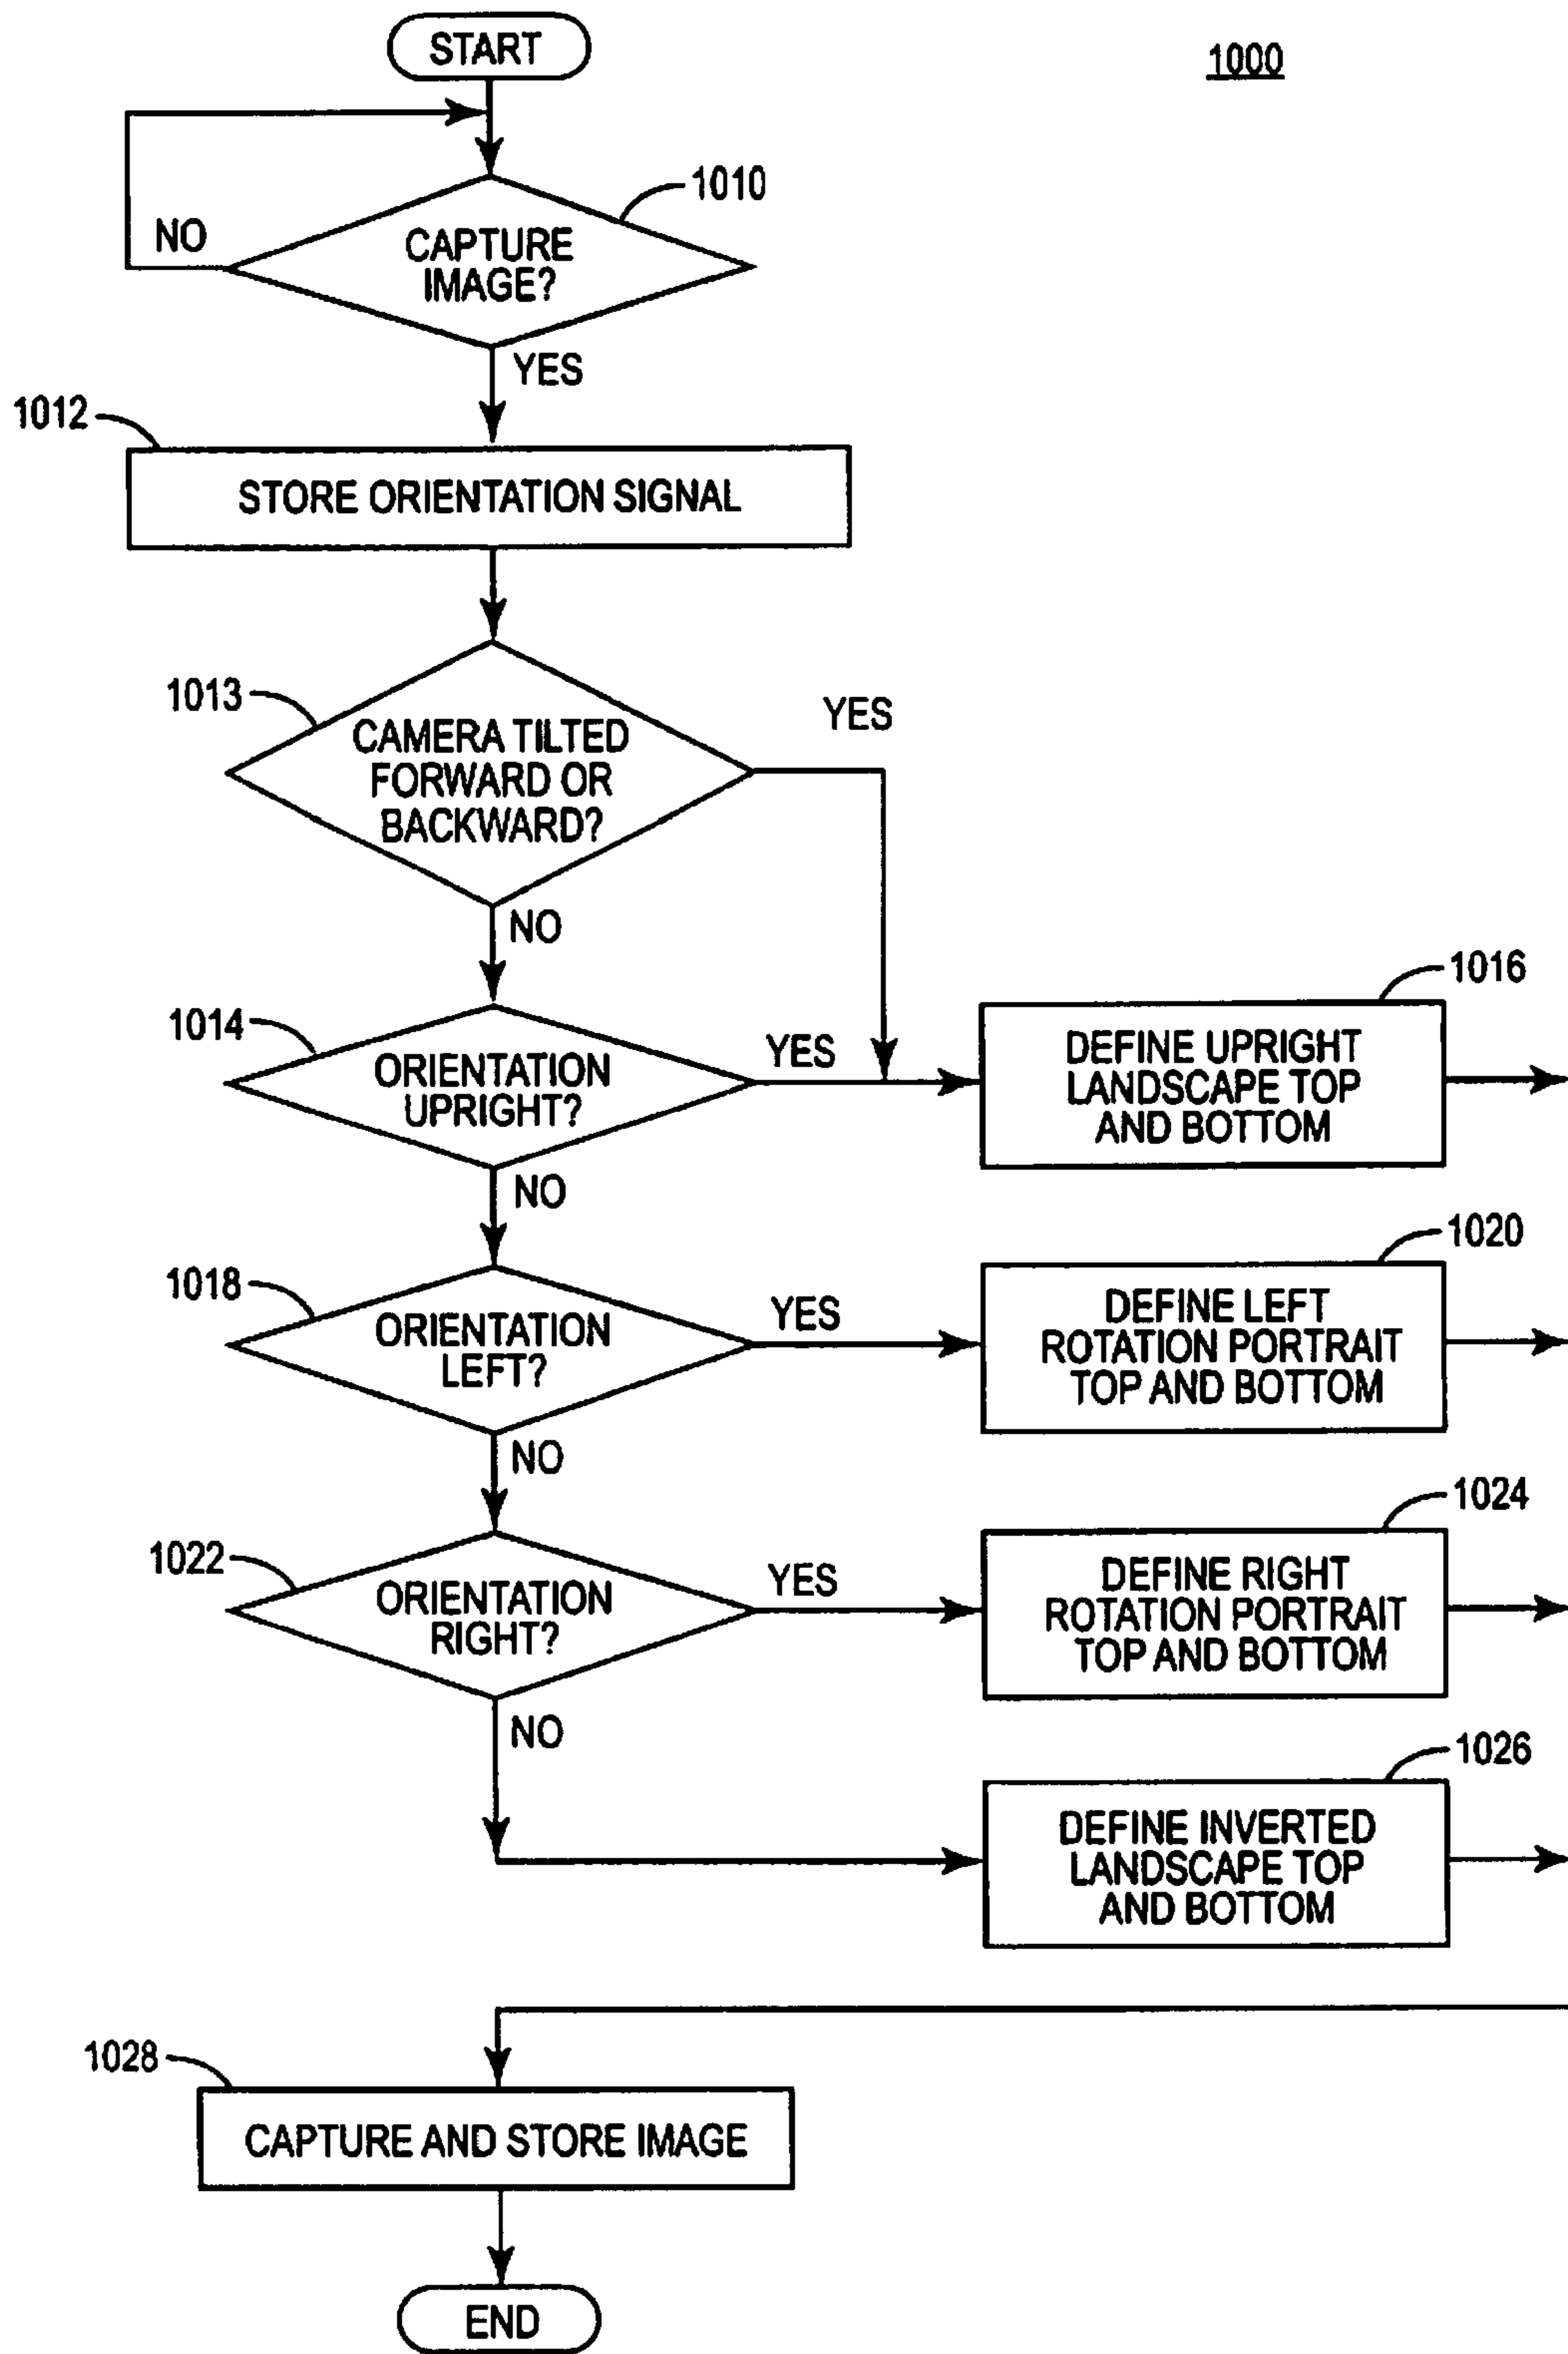 START
1000
1010
NO
CAPTURE
IMAGE?
YES
1012
STORE ORIENTATION SIGNAL
1013
YES
CAMERA TILTED
FORWARD OR
BACKWARD?
NO
1016
1014
YES
ORIENTATION
UPRIGHT?
DEFINE UPRIGHT
LANDSCAPE TOP
AND BOTTOM
NO
1020
1018
YES
ORIENTATION
LEFT?
DEFINE LEFT
ROTATION PORTRAIT
TOP AND BOTTOM
NO
1024
1022
YES
ORIENTATION
RIGHT?
DEFINE RIGHT
ROTATION PORTRAIT
TOP AND BOTTOM
NO
1026
DEFINE INVERTED
LANDSCAPE TOP
AND BOTTOM
1028
CAPTURE AND STORE IMAGE
END